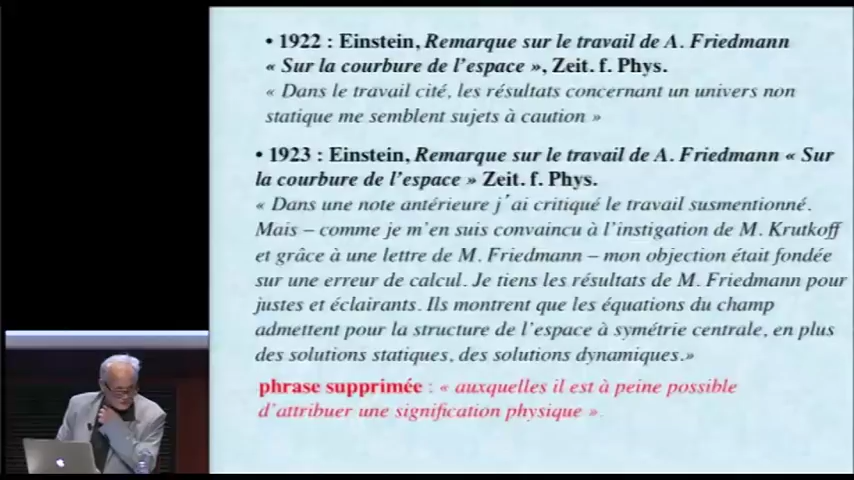 • 1922 : Einstein, Remarque sur le travail de A. Friedmann
« Sur la courbure de l'espace », Zeit. f. Phys.
« Dans le travail cité, les résultats concernant un univers non
statique me semblent sujets à caution »
• 1923 : Einstein, Remarque sur le travail de A. Friedmann « Sur
la courbure de l'espace » Zeit. f. Phys.
« Dans une note antérieure j'ai critiqué le travail susmentionné.
Mais – comme je m'en suis convaincu à l'instigation de M. Krutkoff
et grâce à une lettre de M. Friedmann – mon objection était fondée
sur une erreur de calcul. Je tiens les résultats de M. Friedmann pour
justes et éclairants. Ils montrent que les équations du champ
admettent pour la structure de l'espace à symétrie centrale, en plus
des solutions statiques, des solutions dynamiques.»
phrase supprimée : « auxquelles il est à peine possible
d'attribuer une signification physique ».